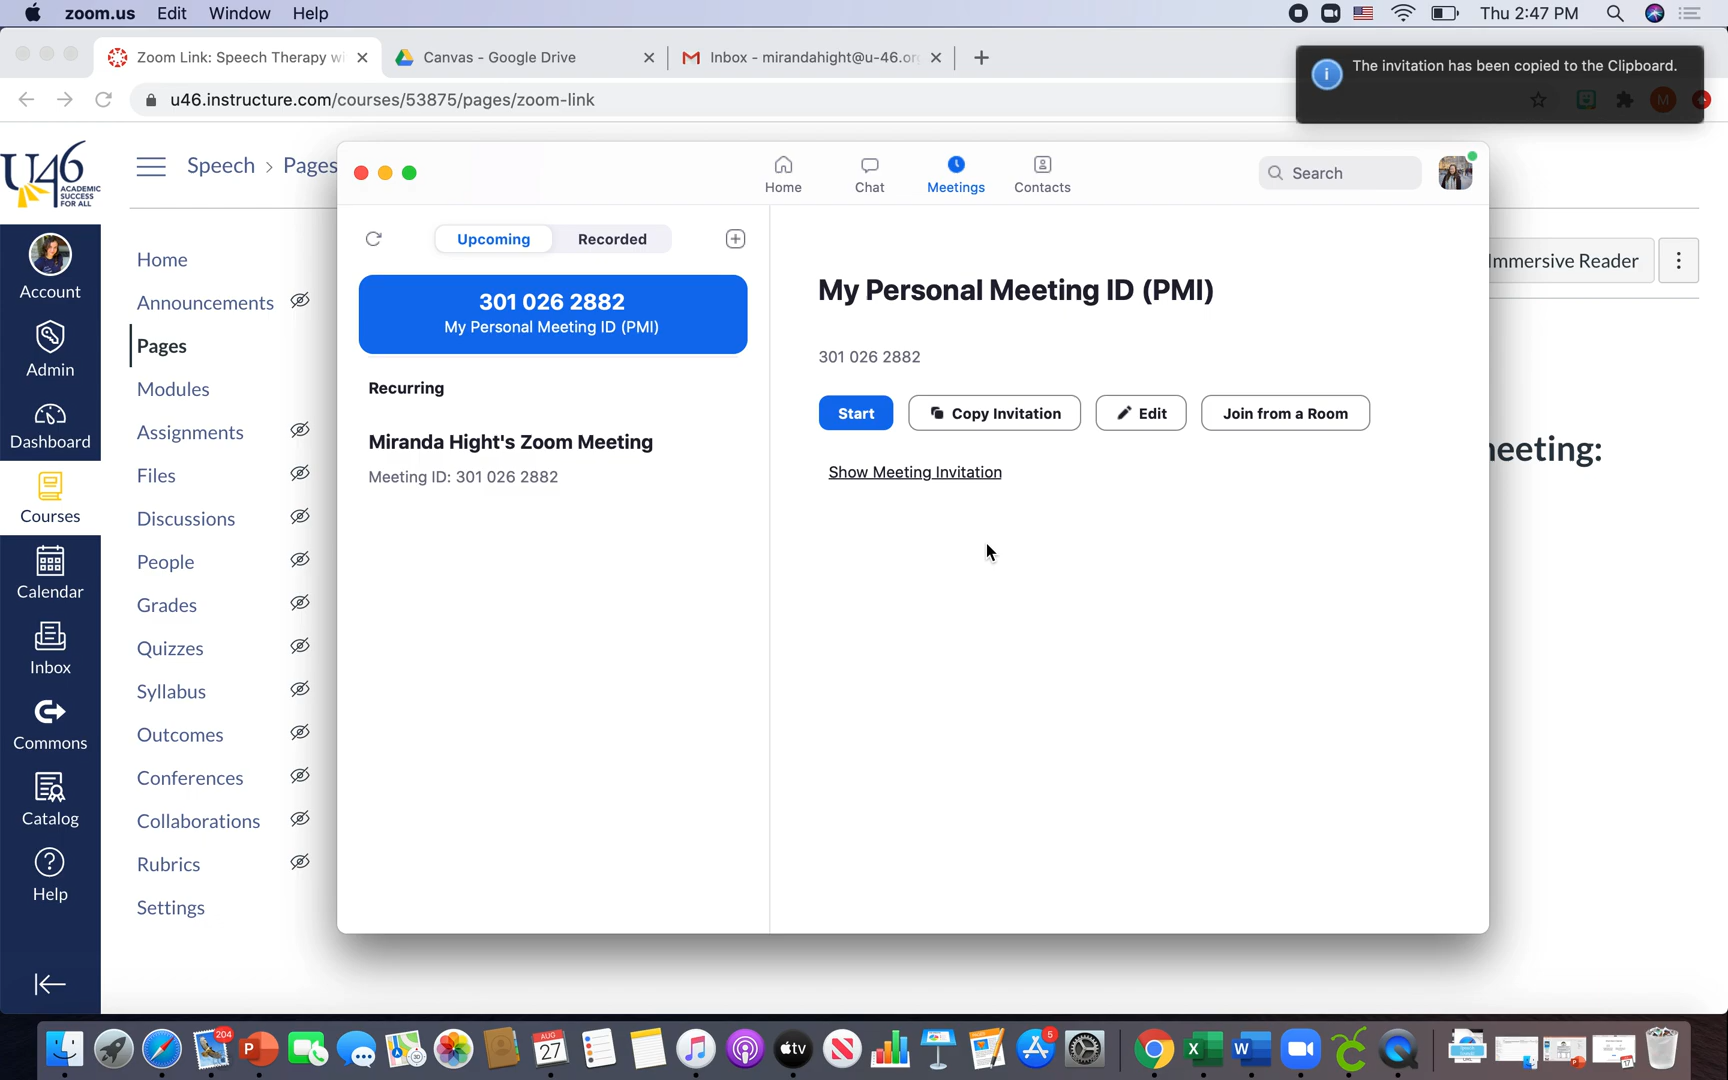 zoom.us Edit Window Help
Thu 2:47 PM
Zoom Link: Speech Therapy wi
Canvas - Google Drive
Inbox - mirandahight@u-46.or
u46.instructure.com/courses/53875/pages/zoom-link
The invitation has been copied to the Clipboard.
M
U46
ACADEMIC
SUCCESS
FOR ALL
Speech > Pages
Home
Chat
Meetings
Contacts
Search
Account
Admin
Dashboard
Courses
Calendar
Inbox
Commons
Catalog
Help
Home
Announcements
Pages
Modules
Assignments
Files
Discussions
People
Grades
Quizzes
Syllabus
Outcomes
Conferences
Collaborations
Rubrics
Settings
Upcoming
Recorded
301 026 2882
My Personal Meeting ID (PMI)
Recurring
Miranda Hight's Zoom Meeting
Meeting ID: 301 026 2882
My Personal Meeting ID (PMI)
301 026 2882
Start
Copy Invitation
Edit
Join from a Room
Show Meeting Invitation
Immersive Reader
neeting:
204
P
AUG
27
tv
5
X
W